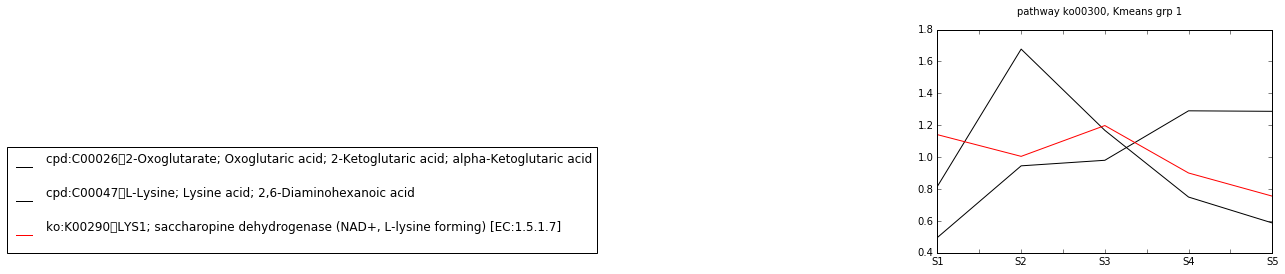 pathway ko00300, Kmeans grp 1
1.8
1.6
1.4
1.2
1.0
0.8
0.6
0.4
S1 S2 S3 S4 S5
cpd:C00026 2-Oxoglutarate; Oxoglutaric acid; 2-Ketoglutaric acid; alpha-Ketoglutaric acid
cpd:C00047 L-Lysine; Lysine acid; 2,6-Diaminohexanoic acid
ko:K00290 LYS1; saccharopine dehydrogenase (NAD+, L-lysine forming) [EC:1.5.1.7]